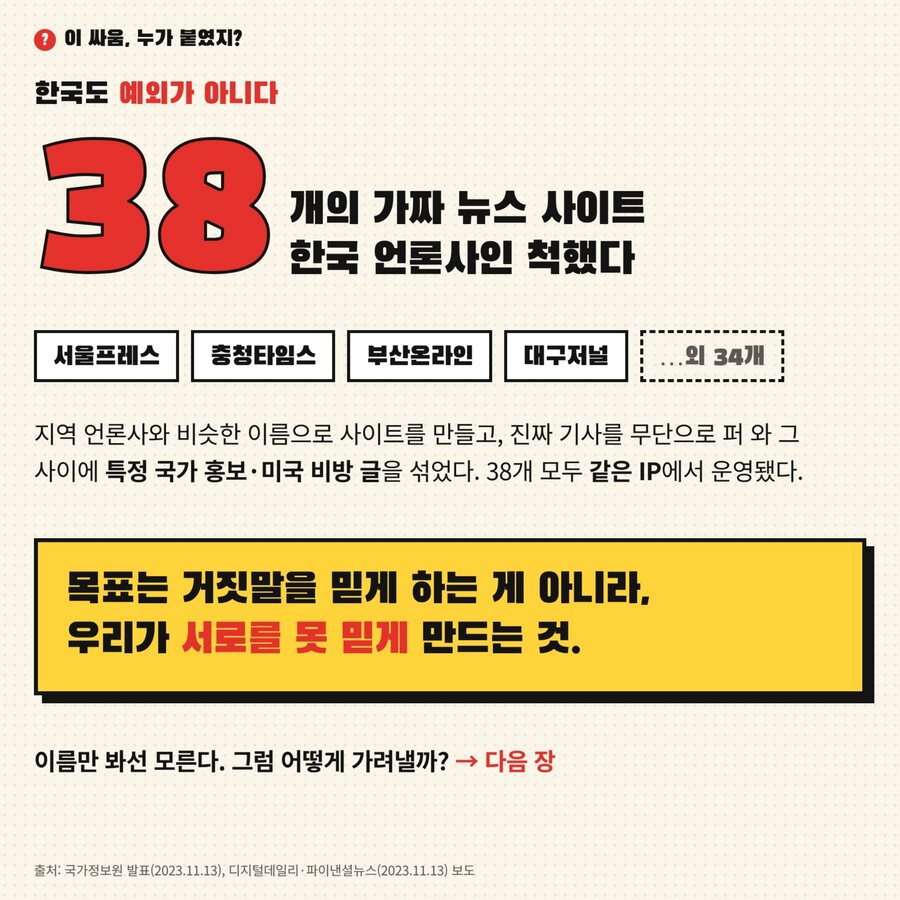 ? 이 싸움, 누가 붙였지?
한국도 예외가 아니다
38
개의 가짜 뉴스 사이트
한국 언론사인 척했다
서울프레스 충청타임스 부산온라인 대구저널 ...외 34개
지역 언론사와 비슷한 이름으로 사이트를 만들고, 진짜 기사를 무단으로 퍼 와 그
사이에 특정 국가 홍보·미국 비방 글을 섞었다. 38개 모두 같은 IP에서 운영됐다.
목표는 거짓말을 믿게 하는 게 아니라,
우리가 서로를 못 믿게 만드는 것.
이름만 봐선 모른다. 그럼 어떻게 가려낼까? → 다음 장
출처: 국가정보원 발표(2023.11.13), 디지털데일리·파이낸셜뉴스(2023.11.13) 보도